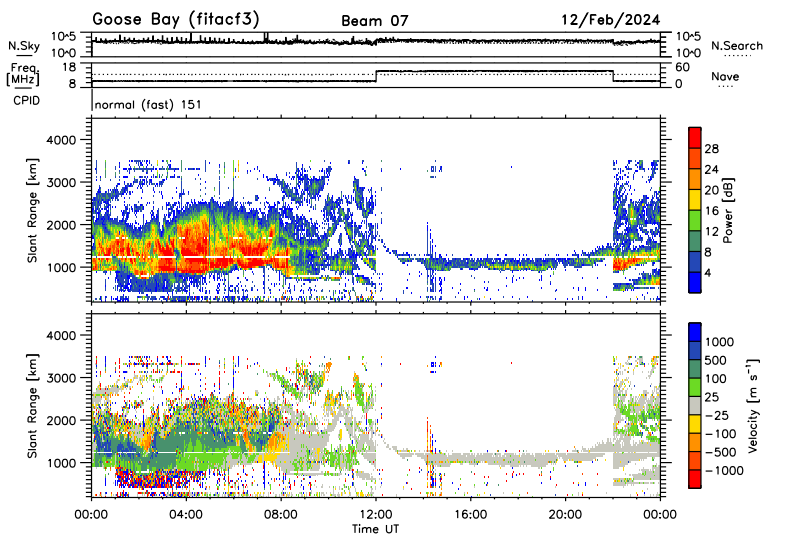 Goose Bay (fitacf3) Beam 07 12/Feb/2024
N.Sky 10^5 10^0 10^5 10^0 N.Search
Freq. [MHz] 18 8 60 0 Nave
CPID normal (fast) 151
Slant Range [km] 4000 3000 2000 1000
Power [dB] 28 24 20 16 12 8 4
Slant Range [km] 4000 3000 2000 1000
Velocity [m s⁻¹] 1000 500 100 25 −25 −100 −500 −1000
00:00 04:00 08:00 12:00 16:00 20:00 00:00
Time UT